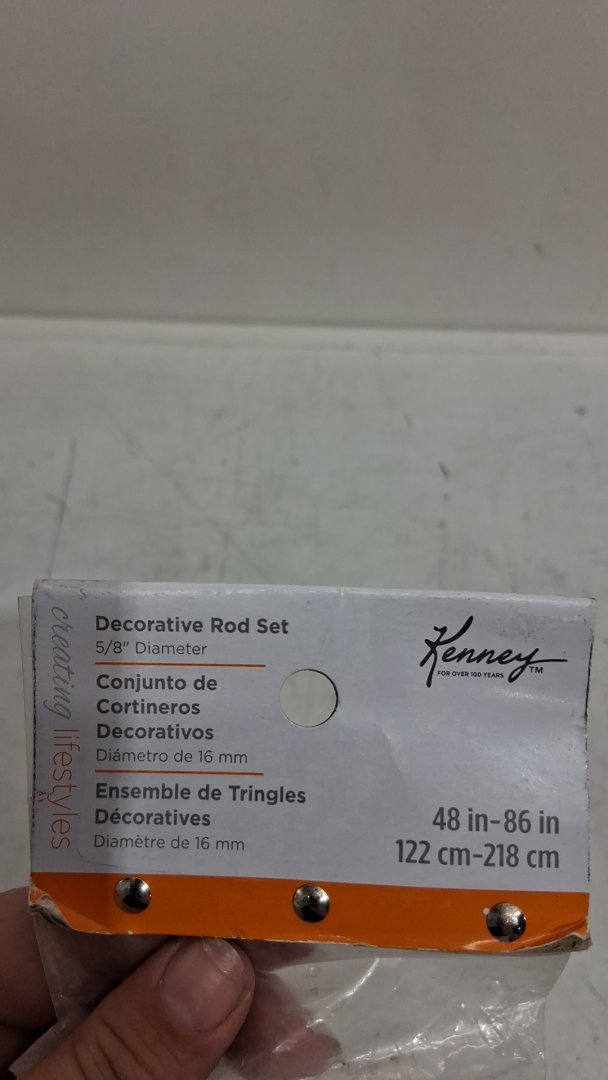 creating lifestyles
Decorative Rod Set
5/8" Diameter
Conjunto de
Cortineros
Decorativos
Diámetro de 16 mm
Ensemble de Tringles
Décoratives
Diamètre de 16 mm
Kenney™
FOR OVER 100 YEARS
48 in-86 in
122 cm-218 cm